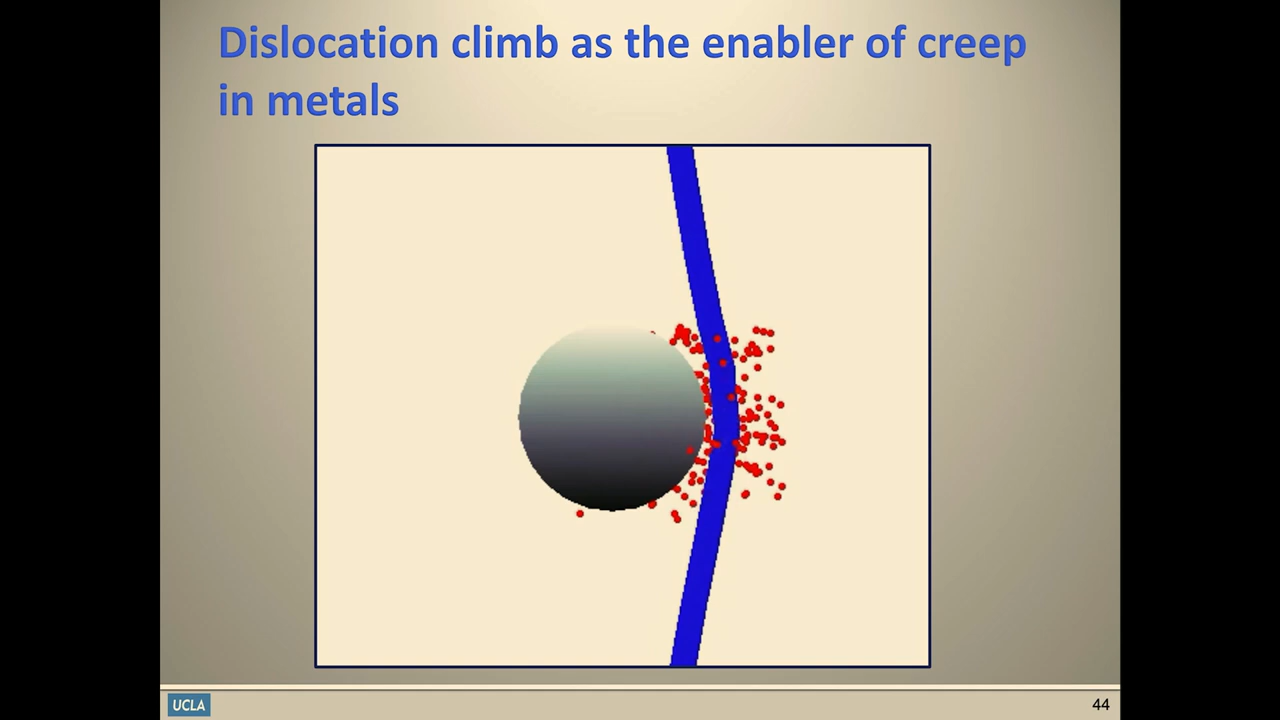 Dislocation climb as the enabler of creep
in metals
UCLA
44